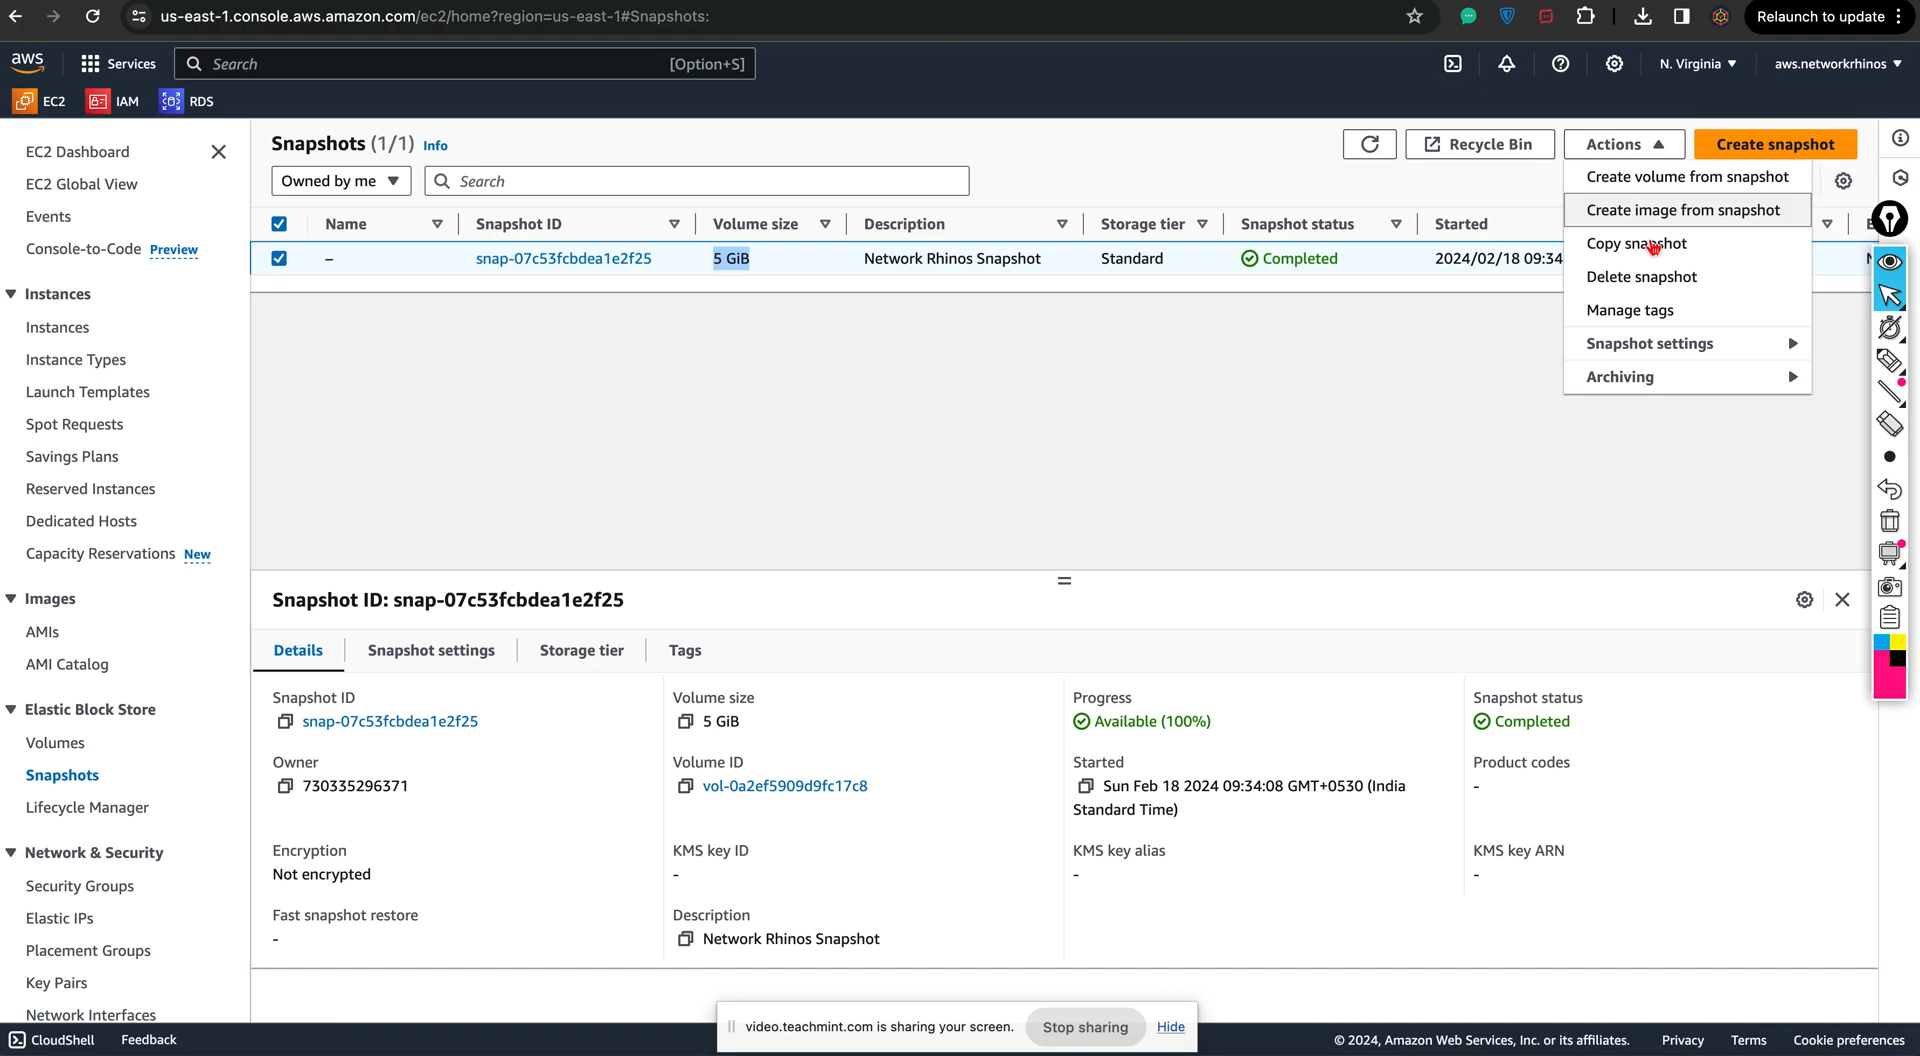 us-east-1.console.aws.amazon.com/ec2/home?region=us-east-1#Snapshots:
Relaunch to update
aws
Services
Search
[Option+S]
N. Virginia
aws.networkrhinos
EC2
IAM
RDS
EC2 Dashboard
EC2 Global View
Events
Console-to-Code Preview
Instances
Instances
Instance Types
Launch Templates
Spot Requests
Savings Plans
Reserved Instances
Dedicated Hosts
Capacity Reservations New
Images
AMIs
AMI Catalog
Elastic Block Store
Volumes
Snapshots
Lifecycle Manager
Network & Security
Security Groups
Elastic IPs
Placement Groups
Key Pairs
Network Interfaces
Snapshots (1/1) Info
Recycle Bin
Actions
Create snapshot
Owned by me
Search
Create volume from snapshot
Create image from snapshot
Copy snapshot
Delete snapshot
Manage tags
Snapshot settings
Archiving
Name Snapshot ID Volume size Description Storage tier Snapshot status Started
– snap-07c53fcbdea1e2f25 5 GiB Network Rhinos Snapshot Standard Completed 2024/02/18 09:34
Snapshot ID: snap-07c53fcbdea1e2f25
Details Snapshot settings Storage tier Tags
Snapshot ID
snap-07c53fcbdea1e2f25
Volume size
5 GiB
Progress
Available (100%)
Snapshot status
Completed
Owner
730335296371
Volume ID
vol-0a2ef5909d9fc17c8
Started
Sun Feb 18 2024 09:34:08 GMT+0530 (India
Standard Time)
Product codes
-
Encryption
Not encrypted
KMS key ID
-
KMS key alias
-
KMS key ARN
-
Fast snapshot restore
-
Description
Network Rhinos Snapshot
video.teachmint.com is sharing your screen.
Stop sharing
Hide
CloudShell
Feedback
© 2024, Amazon Web Services, Inc. or its affiliates.
Privacy
Terms
Cookie preferences